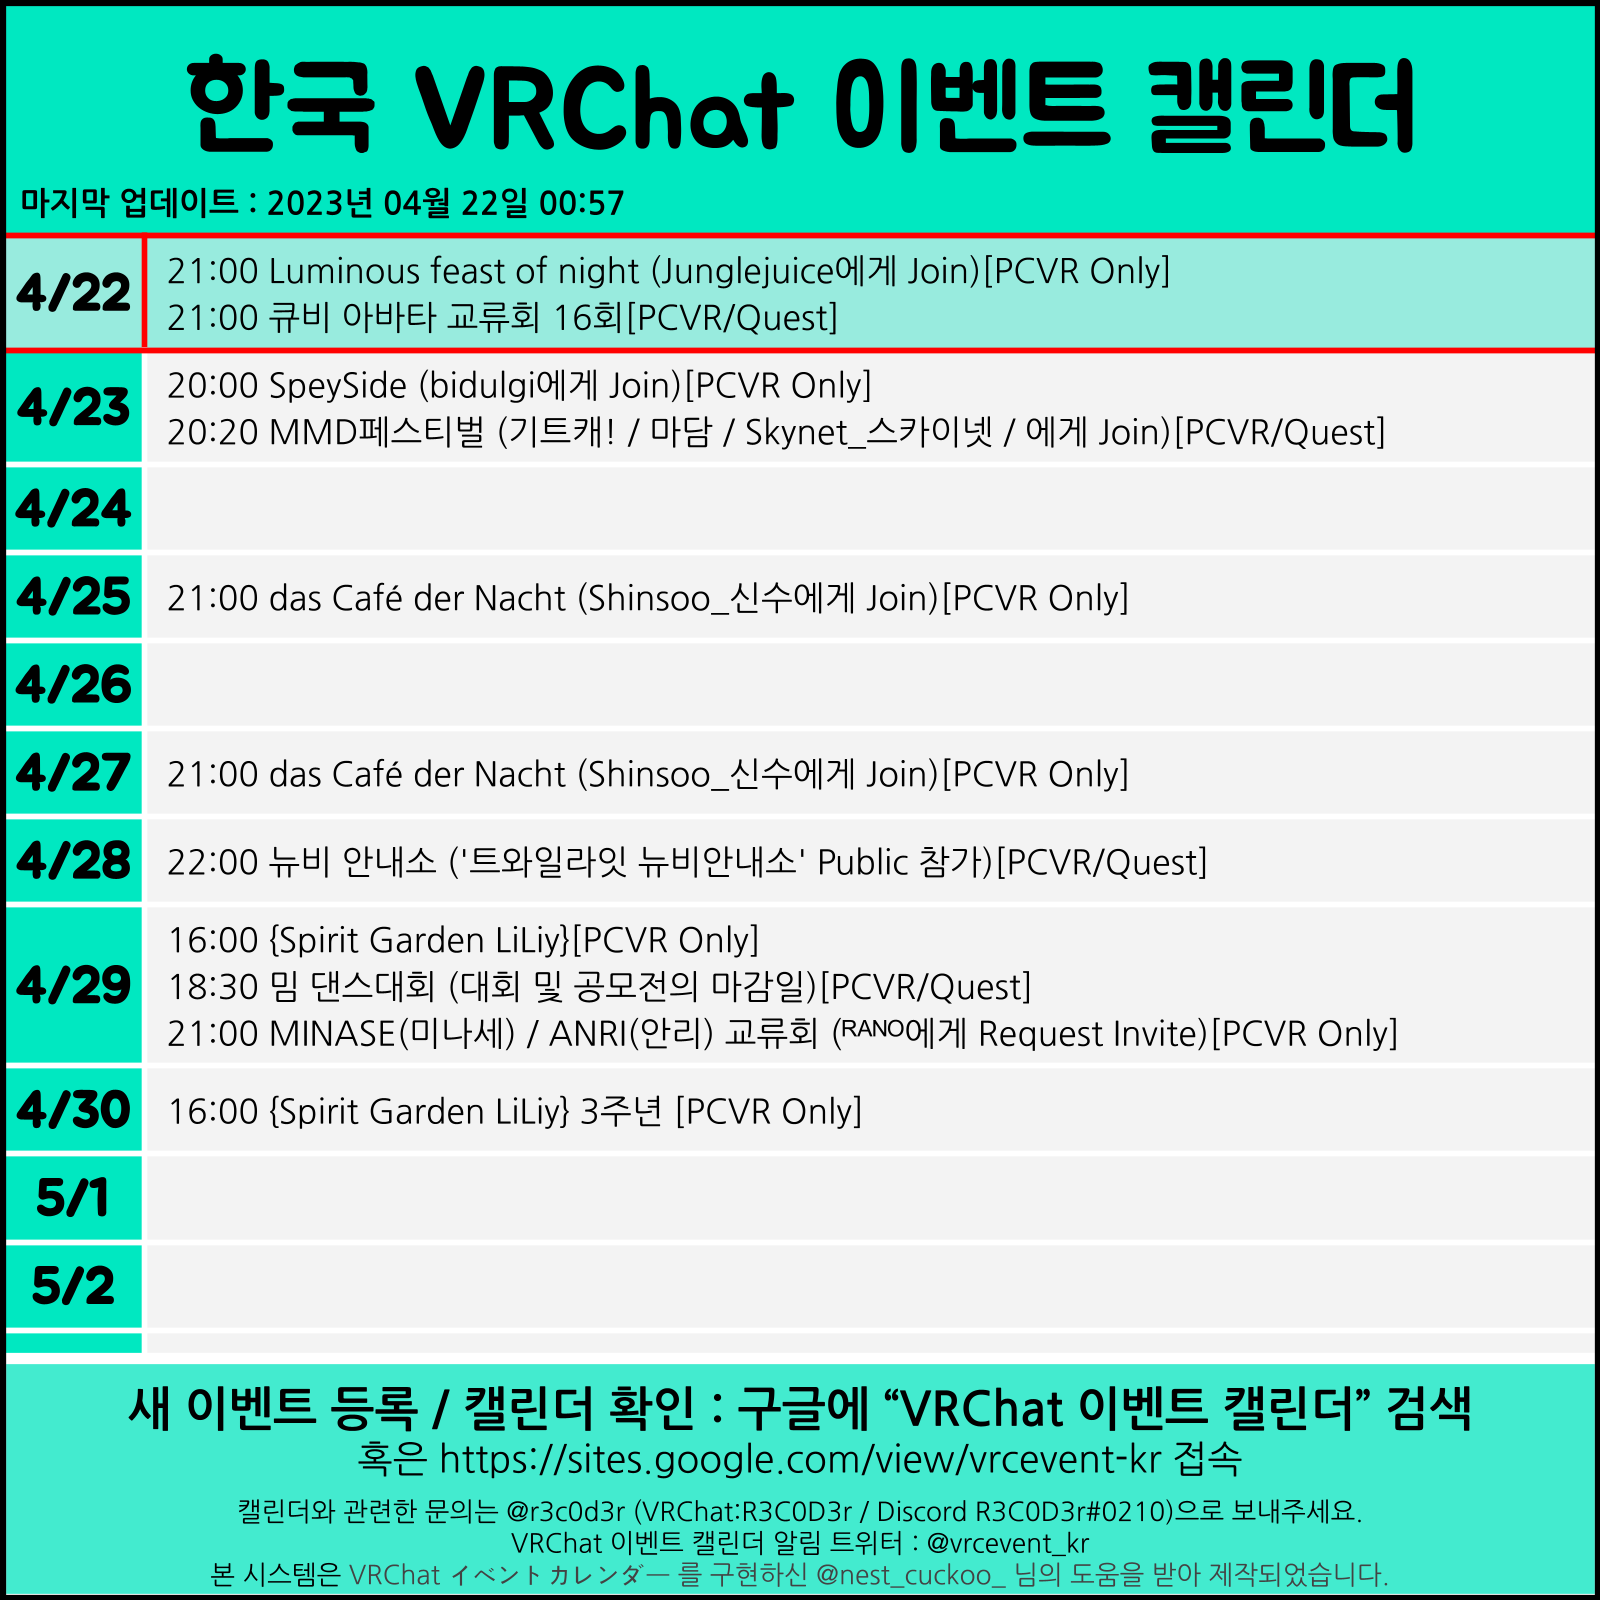 한국 VRChat 이벤트 캘린더
마지막 업데이트 : 2023년 04월 22일 00:57
4/22
21:00 Luminous feast of night (Junglejuice에게 Join)[PCVR Only]
21:00 큐비 아바타 교류회 16회[PCVR/Quest]
4/23
20:00 SpeySide (bidulgi에게 Join)[PCVR Only]
20:20 MMD페스티벌 (기트캐! / 마담 / Skynet_스카이넷 / 에게 Join)[PCVR/Quest]
4/24
4/25
21:00 das Café der Nacht (Shinsoo_신수에게 Join)[PCVR Only]
4/26
4/27
21:00 das Café der Nacht (Shinsoo_신수에게 Join)[PCVR Only]
4/28
22:00 뉴비 안내소 ('트와일라잇 뉴비안내소' Public 참가)[PCVR/Quest]
4/29
16:00 {Spirit Garden LiLiy}[PCVR Only]
18:30 밈 댄스대회 (대회 및 공모전의 마감일)[PCVR/Quest]
21:00 MINASE(미나세) / ANRI(안리) 교류회 (ᴿᴬᴺᴼ에게 Request Invite)[PCVR Only]
4/30
16:00 {Spirit Garden LiLiy} 3주년 [PCVR Only]
5/1
5/2
새 이벤트 등록 / 캘린더 확인 : 구글에 “VRChat 이벤트 캘린더” 검색
혹은 https://sites.google.com/view/vrcevent-kr 접속
캘린더와 관련한 문의는 @r3c0d3r (VRChat:R3C0D3r / Discord R3C0D3r#0210)으로 보내주세요.
VRChat 이벤트 캘린더 알림 트위터 : @vrcevent_kr
본 시스템은 VRChat イベントカレンダー 를 구현하신 @nest_cuckoo_ 님의 도움을 받아 제작되었습니다.